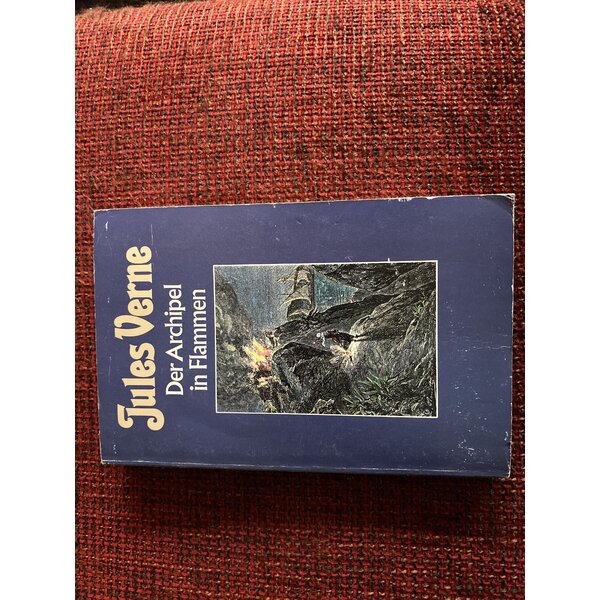 Jules Verne
Der Archipel
in Flammen